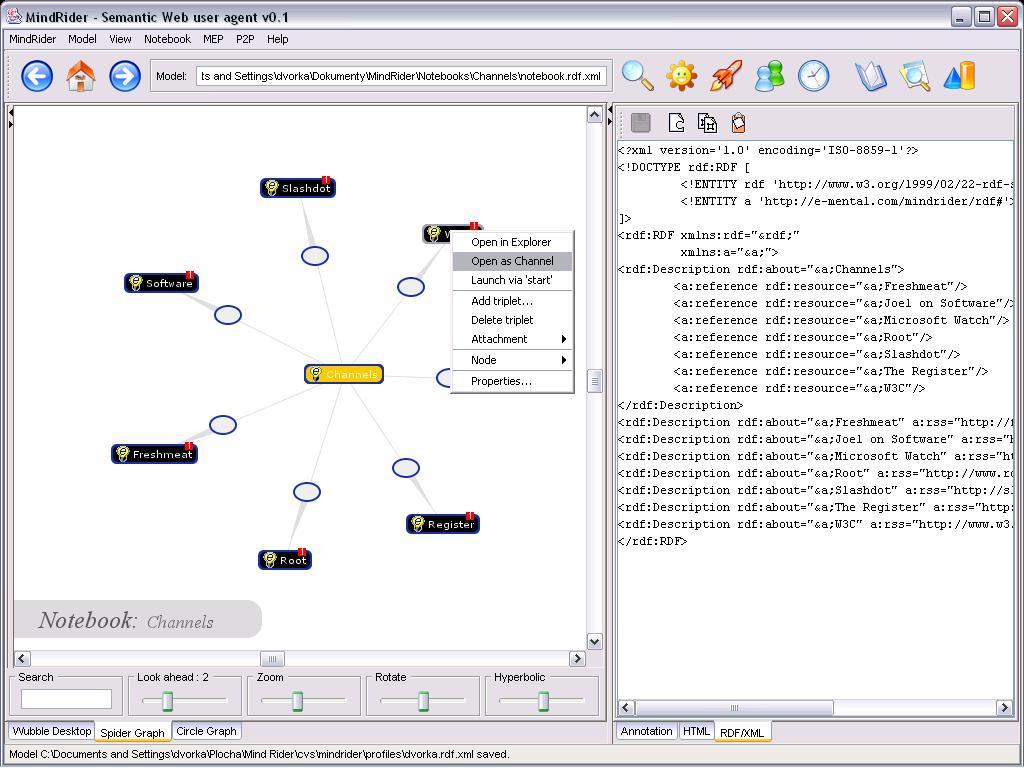 MindRider - Semantic Web user agent v0.1
MindRider Model View Notebook MEP P2P Help
Model: ts and Settings\dvorka\Dokumenty\MindRider\Notebooks\Channels\notebook.rdf.xml
Slashdot
Software
Channels
Freshmeat
Register
Root
Open in Explorer
Open as Channel
Launch via 'start'
Add triplet...
Delete triplet
Attachment
Node
Properties...
Notebook: Channels
Search
Look ahead : 2
Zoom
Rotate
Hyperbolic
Wubble Desktop Spider Graph Circle Graph
<?xml version='1.0' encoding='ISO-8859-1'?>
<!DOCTYPE rdf:RDF [
<!ENTITY rdf 'http://www.w3.org/1999/02/22-rdf-s
<!ENTITY a 'http://e-mental.com/mindrider/rdf#'>
]>
<rdf:RDF xmlns:rdf="&rdf;"
xmlns:a="&a;">
<rdf:Description rdf:about="&a;Channels">
<a:reference rdf:resource="&a;Freshmeat"/>
<a:reference rdf:resource="&a;Joel on Software"/>
<a:reference rdf:resource="&a;Microsoft Watch"/>
<a:reference rdf:resource="&a;Root"/>
<a:reference rdf:resource="&a;Slashdot"/>
<a:reference rdf:resource="&a;The Register"/>
<a:reference rdf:resource="&a;W3C"/>
</rdf:Description>
<rdf:Description rdf:about="&a;Freshmeat" a:rss="http://f
<rdf:Description rdf:about="&a;Joel on Software" a:rss="h
<rdf:Description rdf:about="&a;Microsoft Watch" a:rss="ht
<rdf:Description rdf:about="&a;Root" a:rss="http://www.ro
<rdf:Description rdf:about="&a;Slashdot" a:rss="http://sl
<rdf:Description rdf:about="&a;The Register" a:rss="http:
<rdf:Description rdf:about="&a;W3C" a:rss="http://www.w3.
</rdf:RDF>
Annotation HTML RDF/XML
Model C:\Documents and Settings\dvorka\Plocha\Mind Rider\cvs\mindrider\profiles\dvorka.rdf.xml saved.